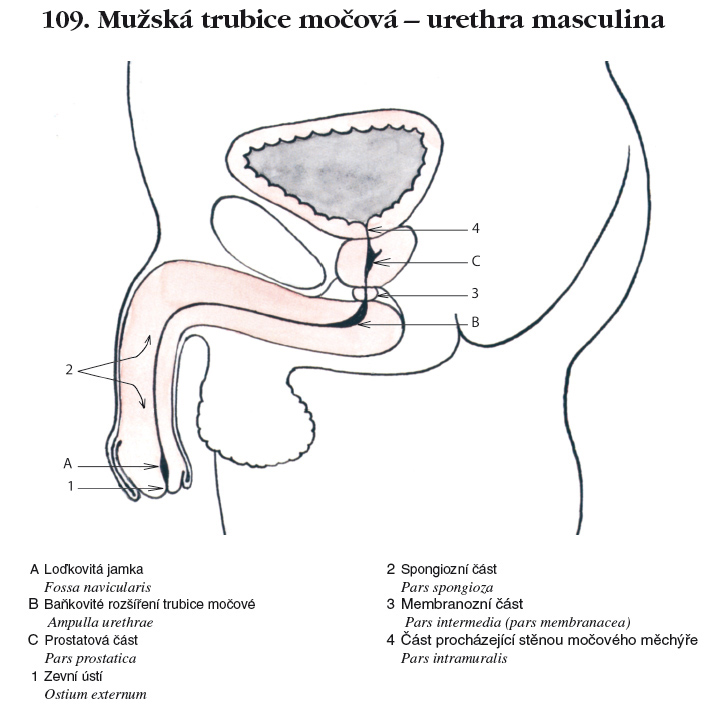 109. Mužská trubice močová – urethra masculina
4
C
3
B
2
A
1
A Loďkovitá jamka
Fossa navicularis
B Baňkovité rozšíření trubice močové
Ampulla urethrae
C Prostatová část
Pars prostatica
1 Zevní ústí
Ostium externum
2 Spongiozní část
Pars spongioza
3 Membranozní část
Pars intermedia (pars membranacea)
4 Část procházející stěnou močového měchýře
Pars intramuralis